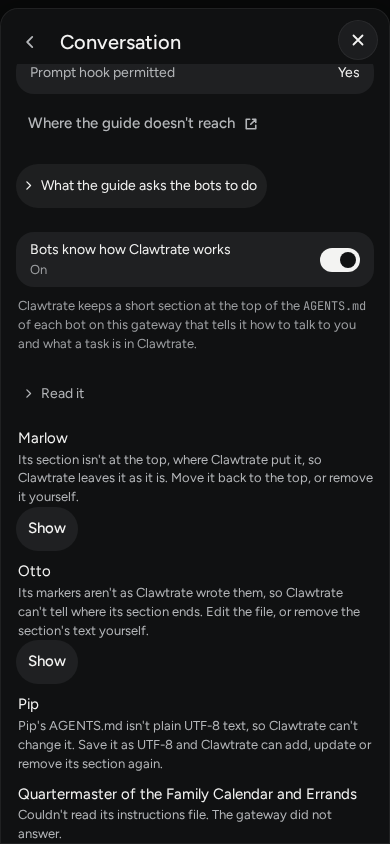 Conversation
Prompt hook permitted Yes
Where the guide doesn't reach
What the guide asks the bots to do
Bots know how Clawtrate works
On
Clawtrate keeps a short section at the top of the AGENTS.md
of each bot on this gateway that tells it how to talk to you
and what a task is in Clawtrate.
Read it
Marlow
Its section isn't at the top, where Clawtrate put it, so
Clawtrate leaves it as it is. Move it back to the top, or remove
it yourself.
Show
Otto
Its markers aren't as Clawtrate wrote them, so Clawtrate
can't tell where its section ends. Edit the file, or remove the
section's text yourself.
Show
Pip
Pip's AGENTS.md isn't plain UTF-8 text, so Clawtrate can't
change it. Save it as UTF-8 and Clawtrate can add, update or
remove its section again.
Quartermaster of the Family Calendar and Errands
Couldn't read its instructions file. The gateway did not
answer.